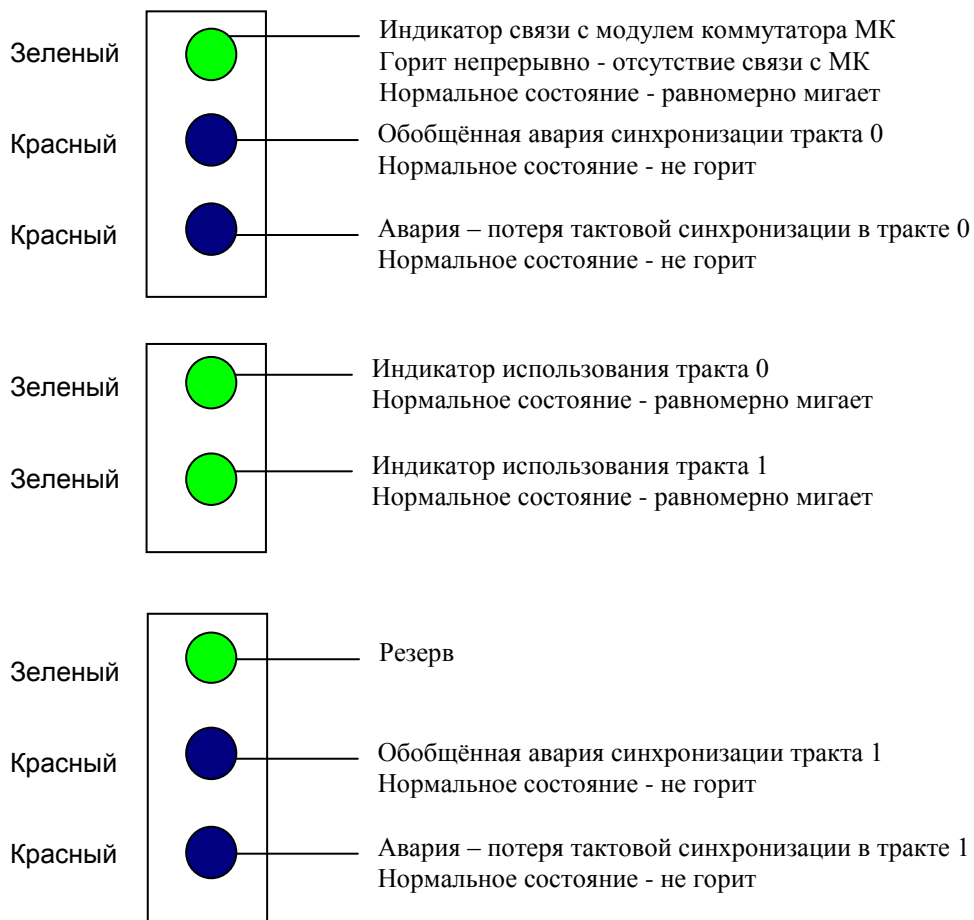 Зеленый
Индикатор связи с модулем коммутатора МК
Горит непрерывно - отсутствие связи с МК
Нормальное состояние - равномерно мигает
Красный
Обобщённая авария синхронизации тракта 0
Нормальное состояние - не горит
Красный
Авария – потеря тактовой синхронизации в тракте 0
Нормальное состояние - не горит
Зеленый
Индикатор использования тракта 0
Нормальное состояние - равномерно мигает
Зеленый
Индикатор использования тракта 1
Нормальное состояние - равномерно мигает
Зеленый
Резерв
Красный
Обобщённая авария синхронизации тракта 1
Нормальное состояние - не горит
Красный
Авария – потеря тактовой синхронизации в тракте 1
Нормальное состояние - не горит